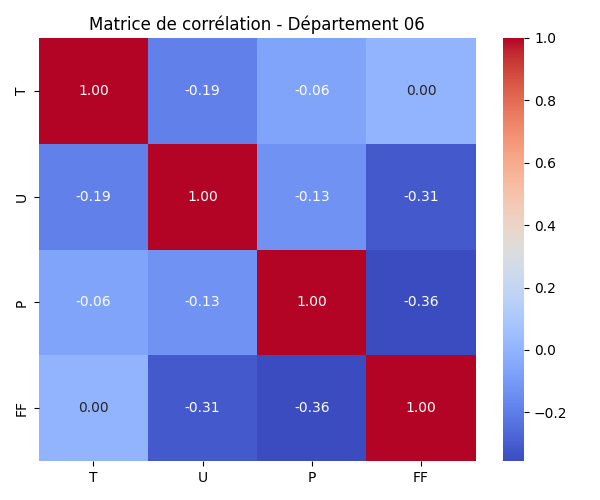 Matrice de corrélation - Département 06
T 1.00 -0.19 -0.06 0.00
U -0.19 1.00 -0.13 -0.31
P -0.06 -0.13 1.00 -0.36
FF 0.00 -0.31 -0.36 1.00
T U P FF
1.0
0.8
0.6
0.4
0.2
0.0
−0.2